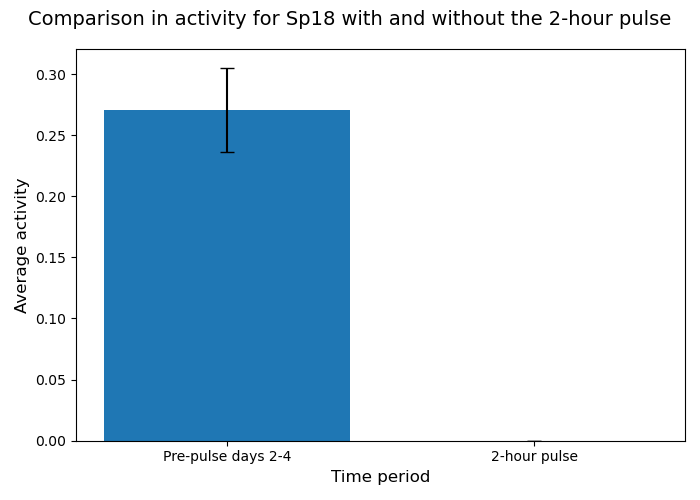 Comparison in activity for Sp18 with and without the 2-hour pulse
0.30
0.25
0.20
0.15
0.10
0.05
0.00
Average activity
Pre-pulse days 2-4
2-hour pulse
Time period